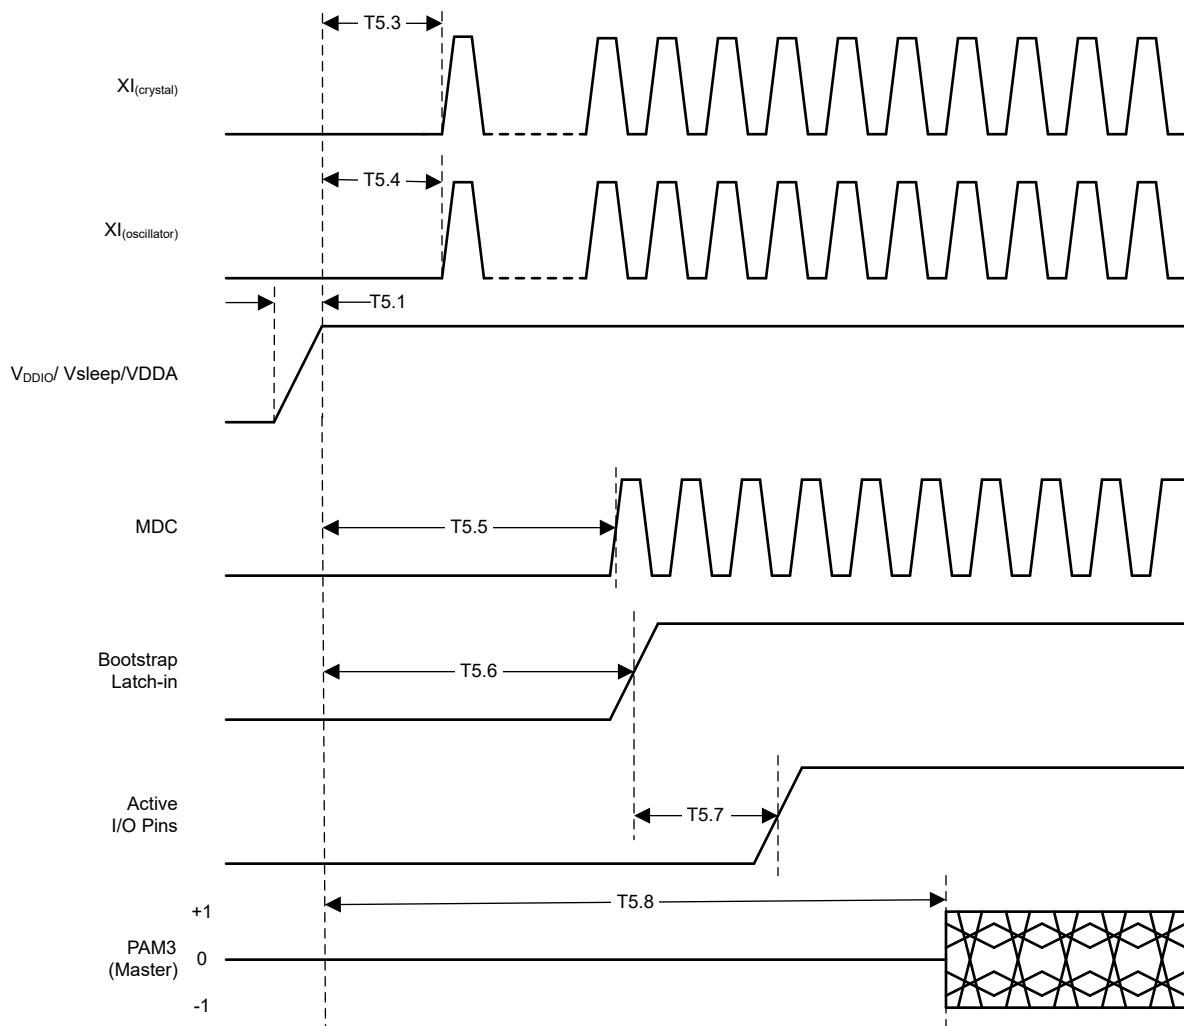 T5.3
XI(crystal)
T5.4
XI(oscillator)
T5.1
VDDIO/ Vsleep/VDDA
MDC
T5.5
Bootstrap
Latch-in
T5.6
Active
I/O Pins
T5.7
T5.8
+1
PAM3
(Master)
0
-1